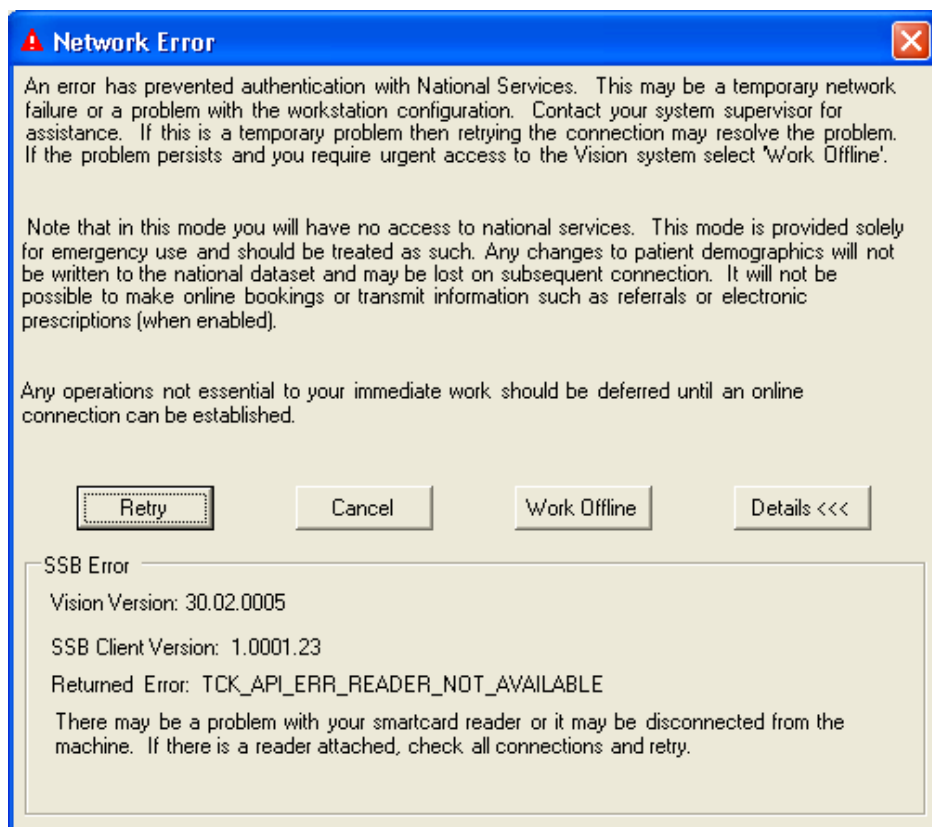 Network Error
An error has prevented authentication with National Services.  This may be a temporary network
failure or a problem with the workstation configuration.  Contact your system supervisor for
assistance.  If this is a temporary problem then retrying the connection may resolve the problem.
If the problem persists and you require urgent access to the Vision system select 'Work Offline'.
Note that in this mode you will have no access to national services.  This mode is provided solely
for emergency use and should be treated as such. Any changes to patient demographics will not
be written to the national dataset and may be lost on subsequent connection.  It will not be
possible to make online bookings or transmit information such as referrals or electronic
prescriptions (when enabled).
Any operations not essential to your immediate work should be deferred until an online
connection can be established.
Retry Cancel Work Offline Details <<<
SSB Error
Vision Version: 30.02.0005
SSB Client Version:  1.0001.23
Returned Error:  TCK_API_ERR_READER_NOT_AVAILABLE
There may be a problem with your smartcard reader or it may be disconnected from the
machine.  If there is a reader attached, check all connections and retry.